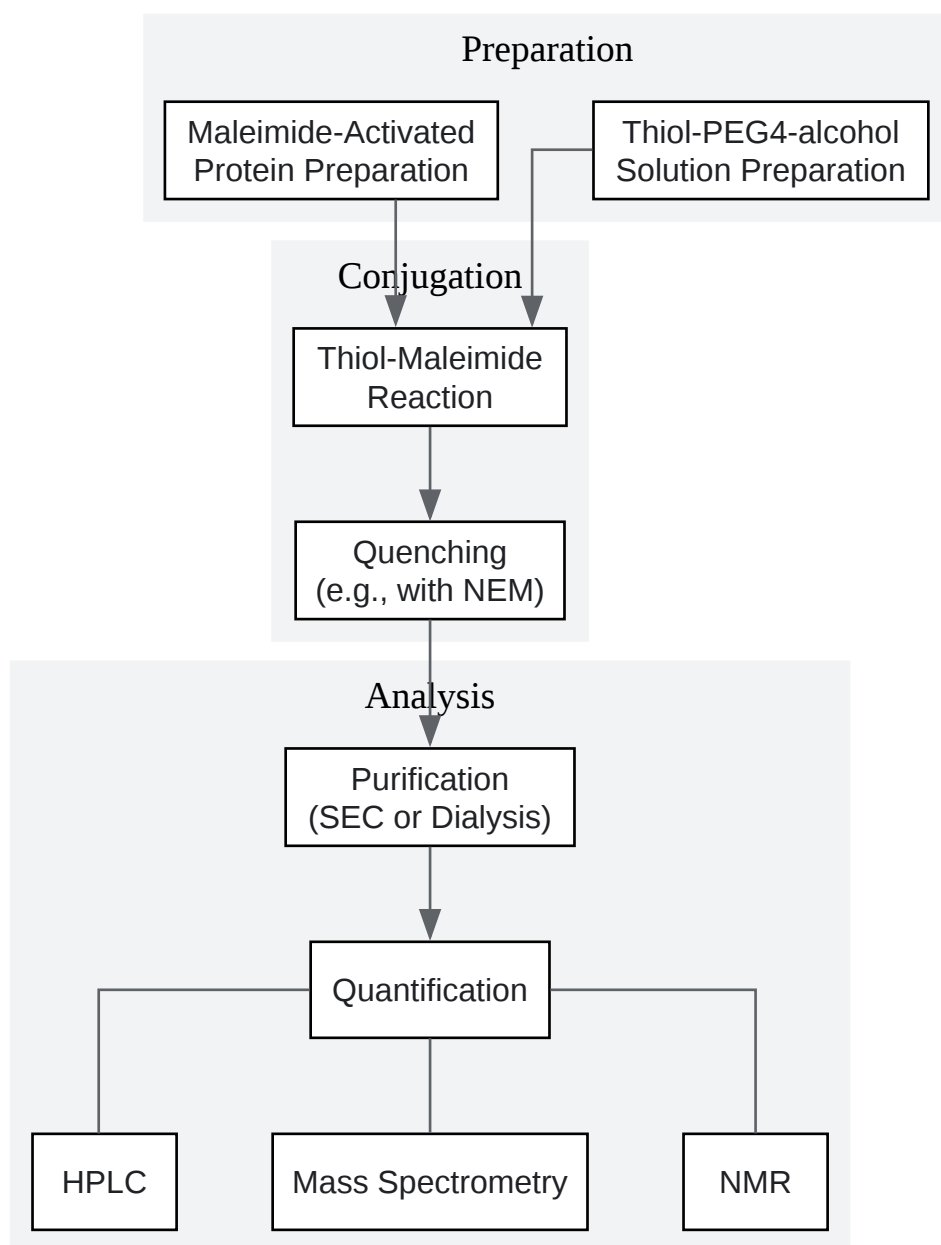 Preparation
Maleimide-Activated
Protein Preparation
Thiol-PEG4-alcohol
Solution Preparation
Conjugation
Thiol-Maleimide
Reaction
Quenching
(e.g., with NEM)
Analysis
Purification
(SEC or Dialysis)
Quantification
HPLC
Mass Spectrometry
NMR